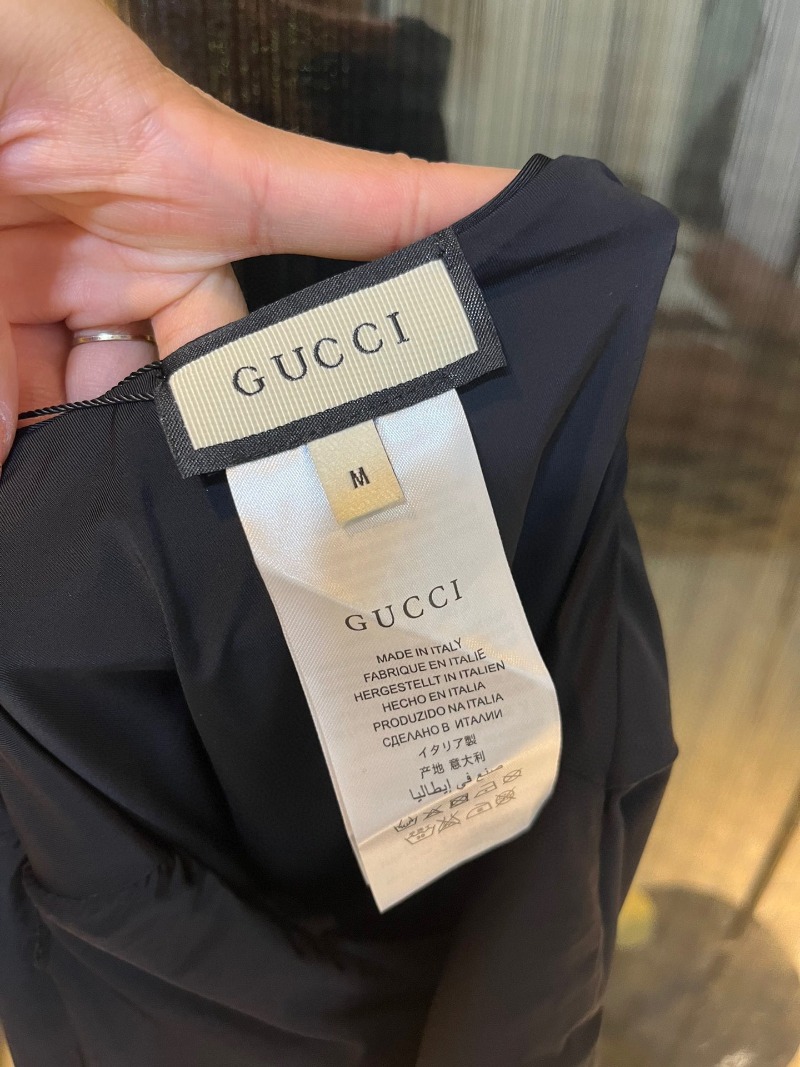 GUCCI
M
GUCCI
MADE IN ITALY
FABRIQUE EN ITALIE
HERGESTELLT IN ITALIEN
HECHO EN ITALIA
PRODUZIDO NA ITALIA
СДЕЛАНО В ИТАЛИИ
イタリア製
产地 意大利
صنع في إيطاليا